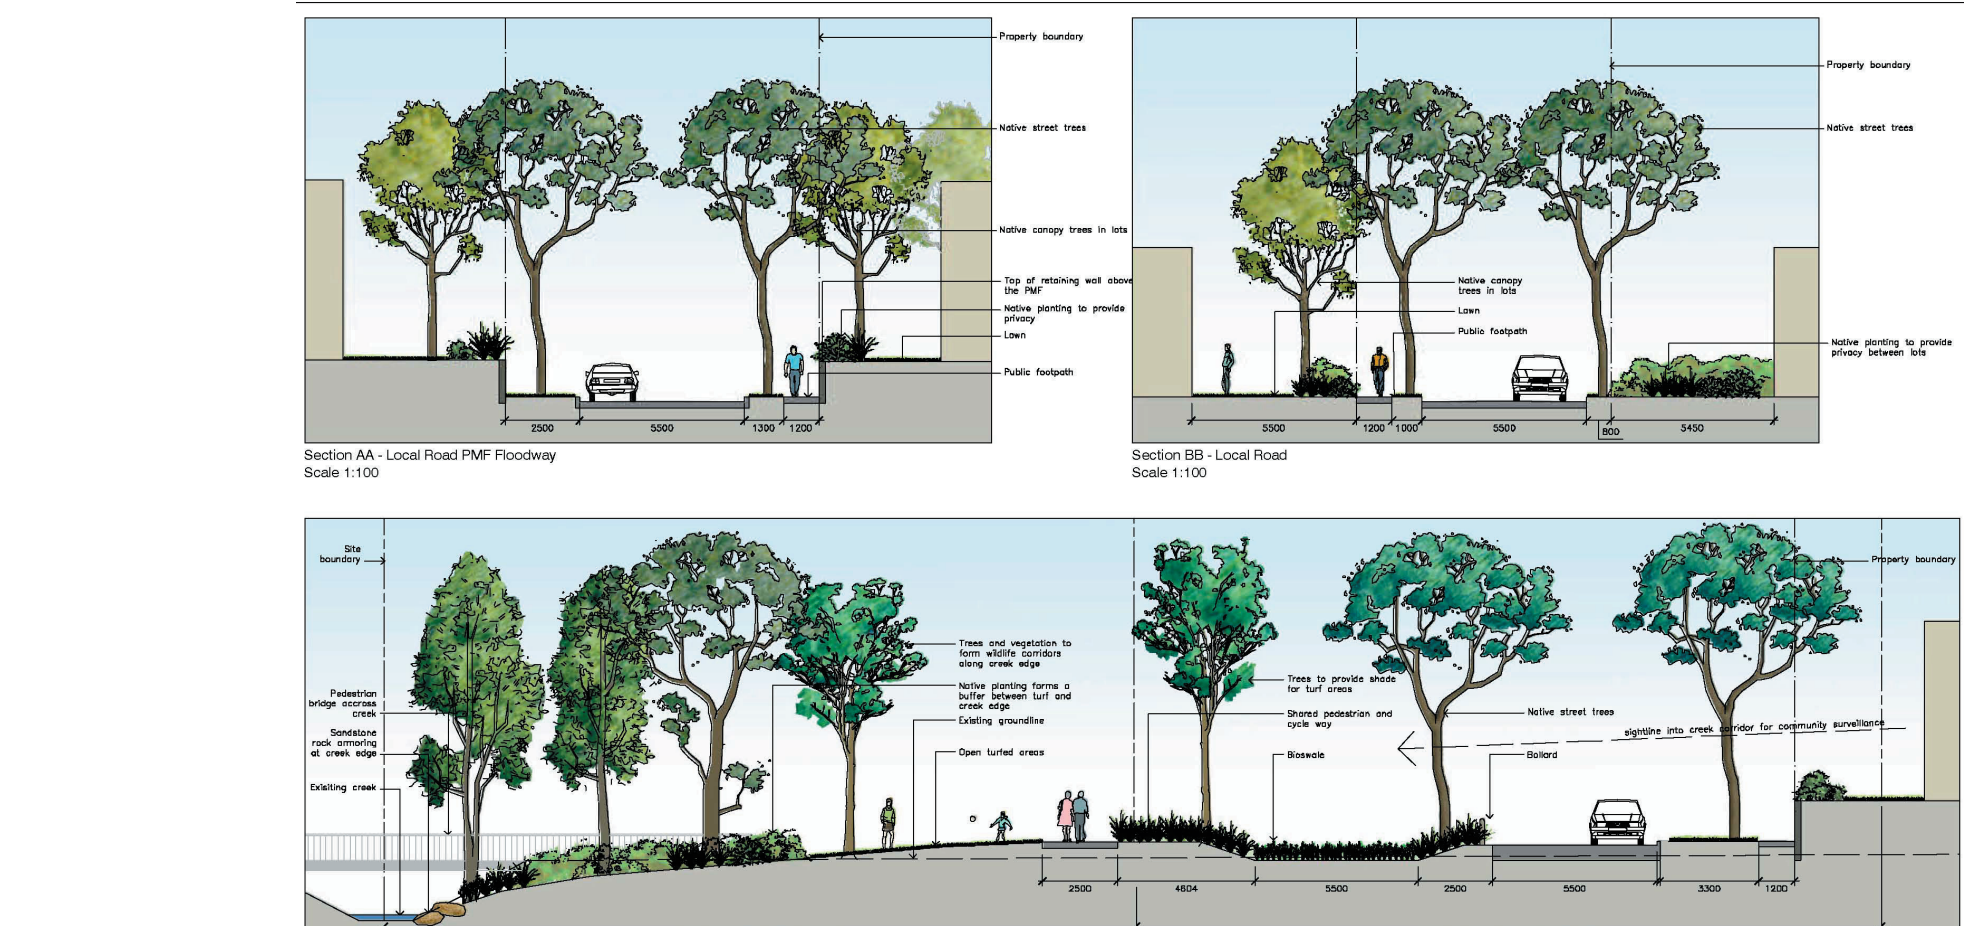 Property boundary
Native street trees
Native canopy trees in lots
Top of retaining wall above
the PMF
Native planting to provide
privacy
Lawn
Public footpath
2500
5500
1300
1200
Section AA - Local Road PMF Floodway
Scale 1:100
Property boundary
Native street trees
Native canopy
trees in lots
Lawn
Public footpath
Native planting to provide
privacy between lots
5500
1200
1000
5500
800
5450
Section BB - Local Road
Scale 1:100
Site
boundary
Pedestrian
bridge accross
creek
Sandstone
rock armoring
at creek edge
Exisiting creek
Trees and vegetation to
form wildlife corridors
along creek edge
Native planting forms a
buffer between turf and
creek edge
Existing groundline
Open turfed areas
Trees to provide shade
for turf areas
Shared pedestrian and
cycle way
Bioswale
Native street trees
sightline into creek corridor for community surveillance
Bollard
Property boundary
2500
4604
5500
2500
5500
3300
1200